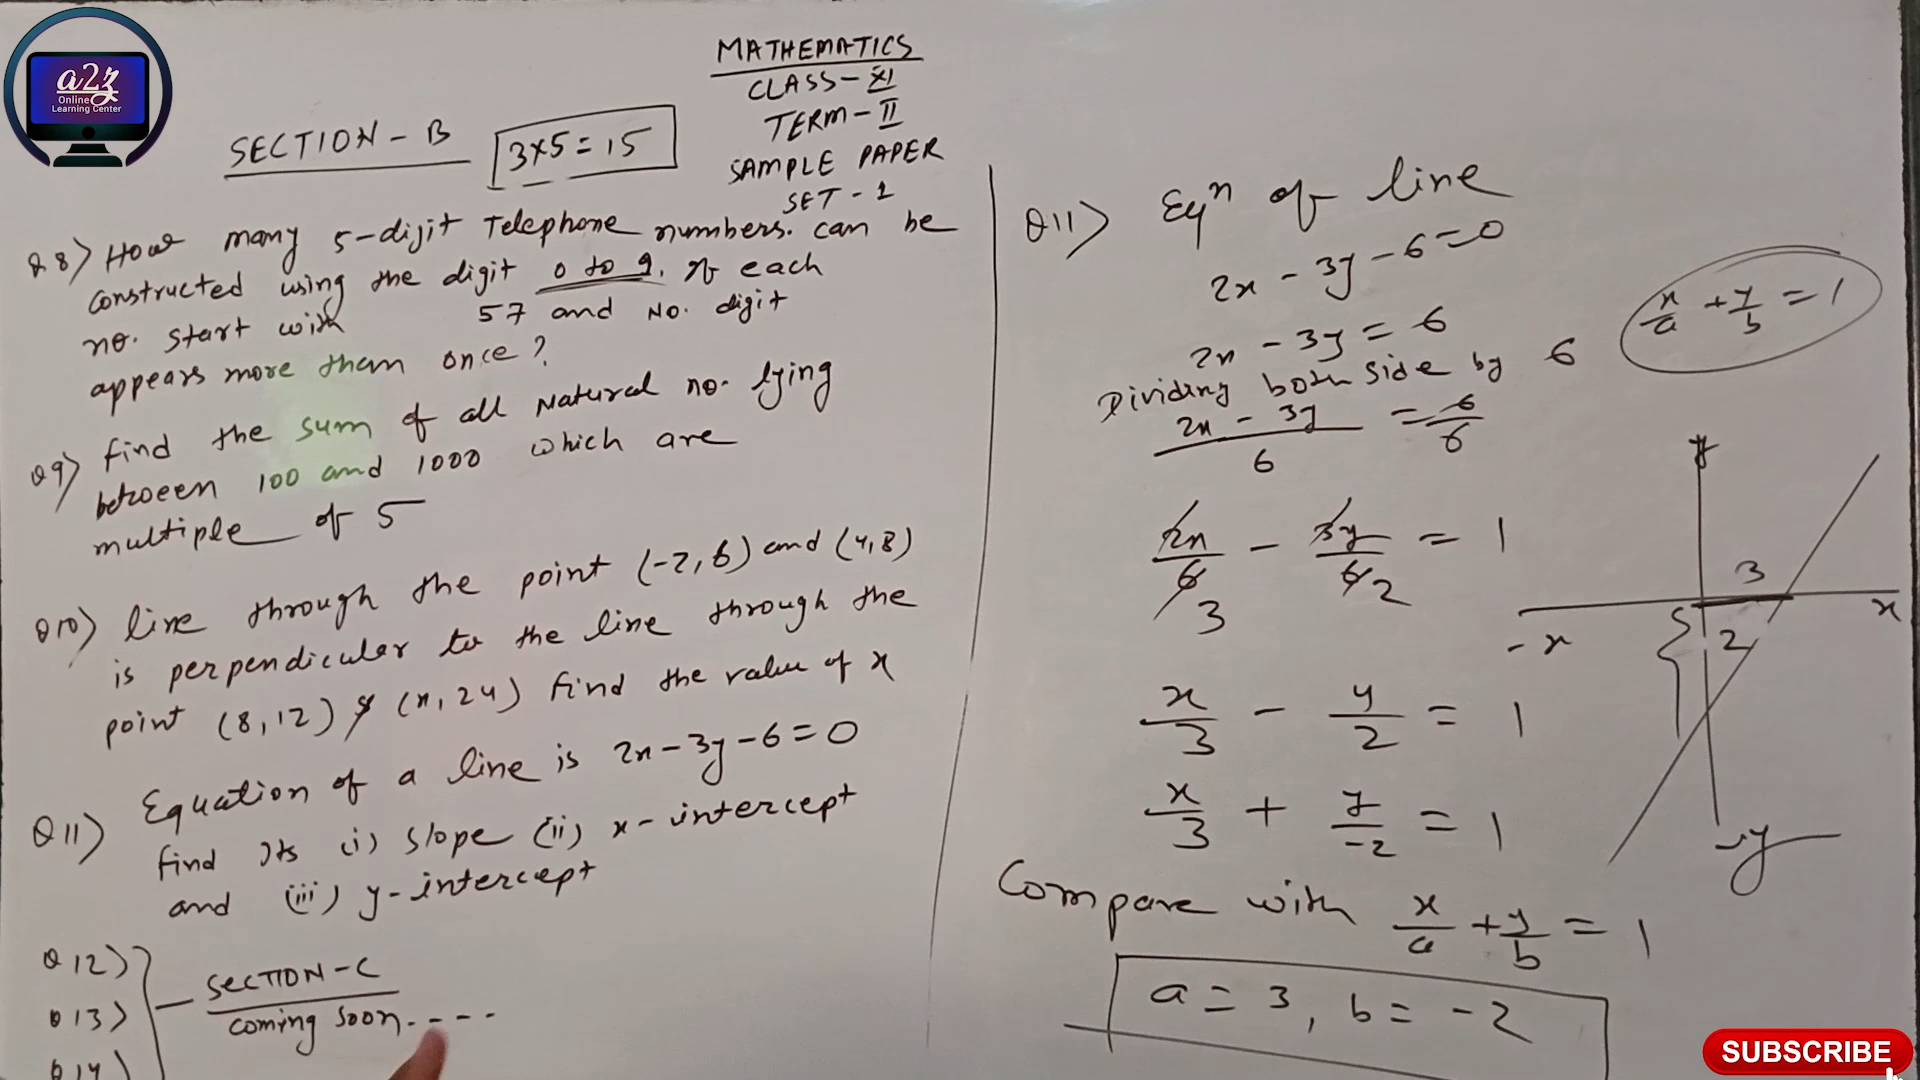 a2z
Online
Learning Center
MATHEMATICS
CLASS - XI
TERM - II
SAMPLE PAPER
SET - 1
SECTION - B
3x5 = 15
Q8) How many 5-digit Telephone numbers. can be
constructed using the digit 0 to 9. If each
no. start with 57 and No. digit
appears more than once?
Q9) find the sum of all Natural no. lying
between 100 and 1000 which are
multiple of 5
Q10) line through the point (-2,6) and (4,8)
is perpendicular to the line through the
point (8,12) & (x,24) find the value of x
Q11) Equation of a line is 2x-3y-6=0
find Its (i) slope (ii) x-intercept
and (iii) y-intercept
Q12)
Q13)
Q14)
SECTION-C
coming soon.---
Q11) Eqn of line
2x - 3y - 6 = 0
2x - 3y = 6
x/a + y/b = 1
Dividing both side by 6
2x - 3y / 6 = 6/6
2x/6 - 3y/6 = 1
3 2
x/3 - y/2 = 1
x/3 + y/-2 = 1
Compare with x/a + y/b = 1
a = 3, b = -2
y
3
-x
x
2
-y
SUBSCRIBE